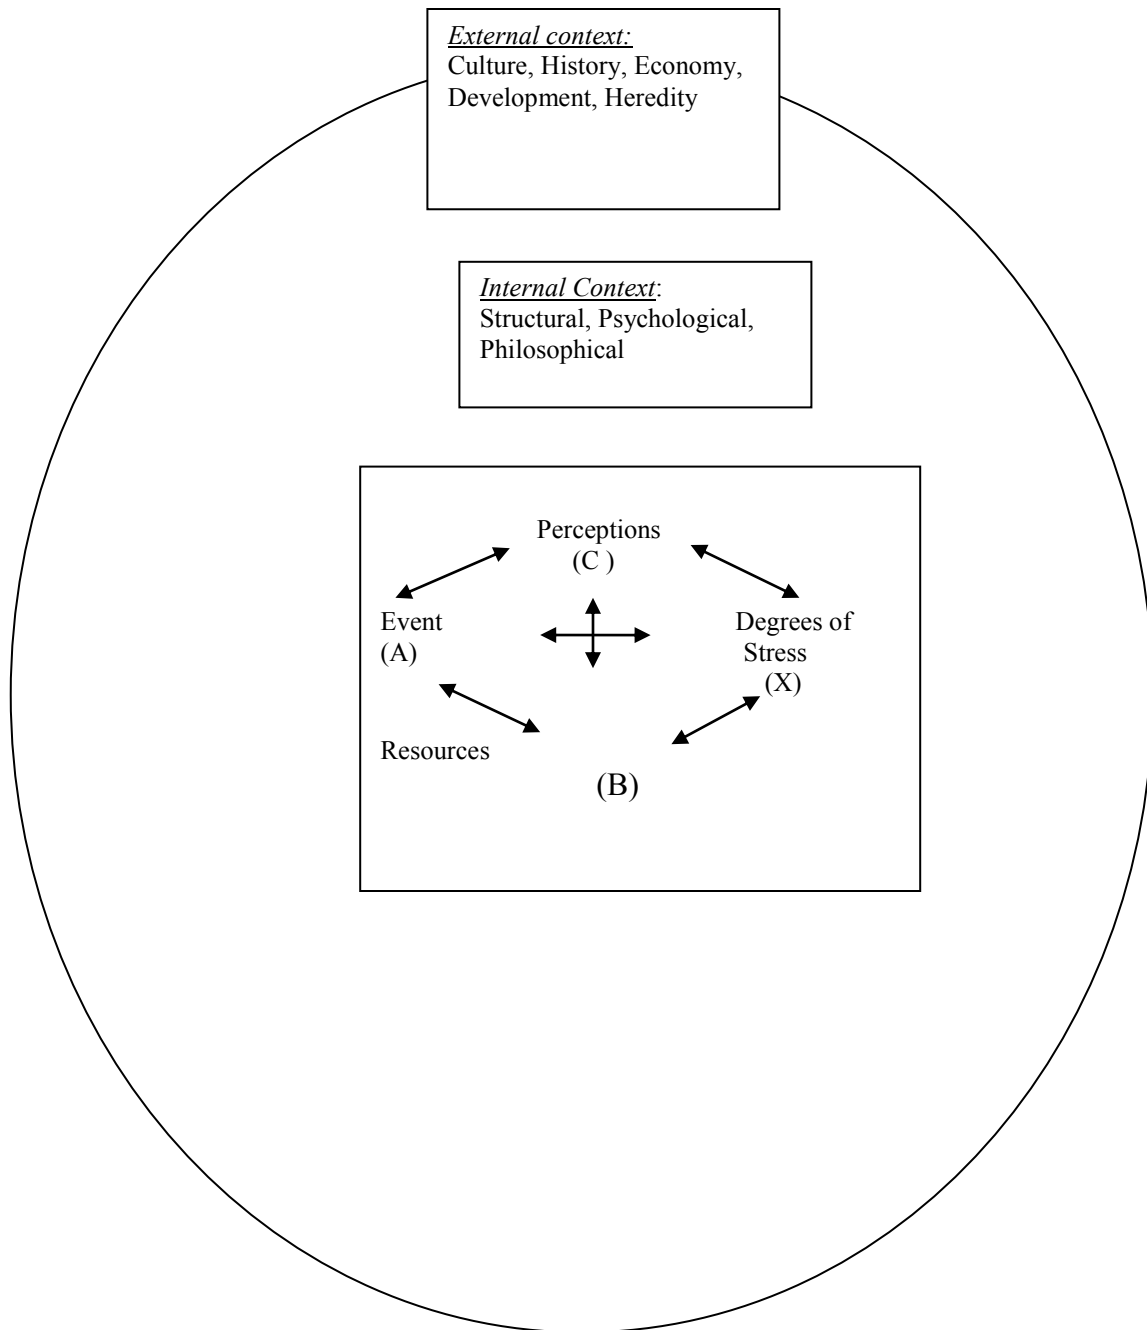 External context:
Culture, History, Economy,
Development, Heredity
Internal Context:
Structural, Psychological,
Philosophical
Perceptions
(C )
Event
(A)
Degrees of
Stress
(X)
Resources
(B)